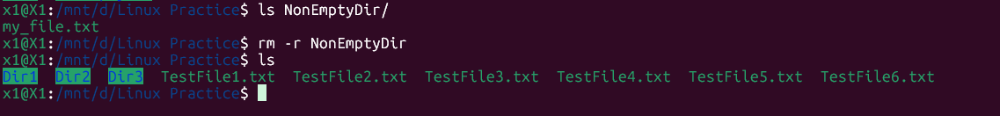 x1@X1:/mnt/d/Linux Practice$ ls NonEmptyDir/
my_file.txt
x1@X1:/mnt/d/Linux Practice$ rm -r NonEmptyDir
x1@X1:/mnt/d/Linux Practice$ ls
Dir1  Dir2  Dir3  TestFile1.txt  TestFile2.txt  TestFile3.txt  TestFile4.txt  TestFile5.txt  TestFile6.txt
x1@X1:/mnt/d/Linux Practice$